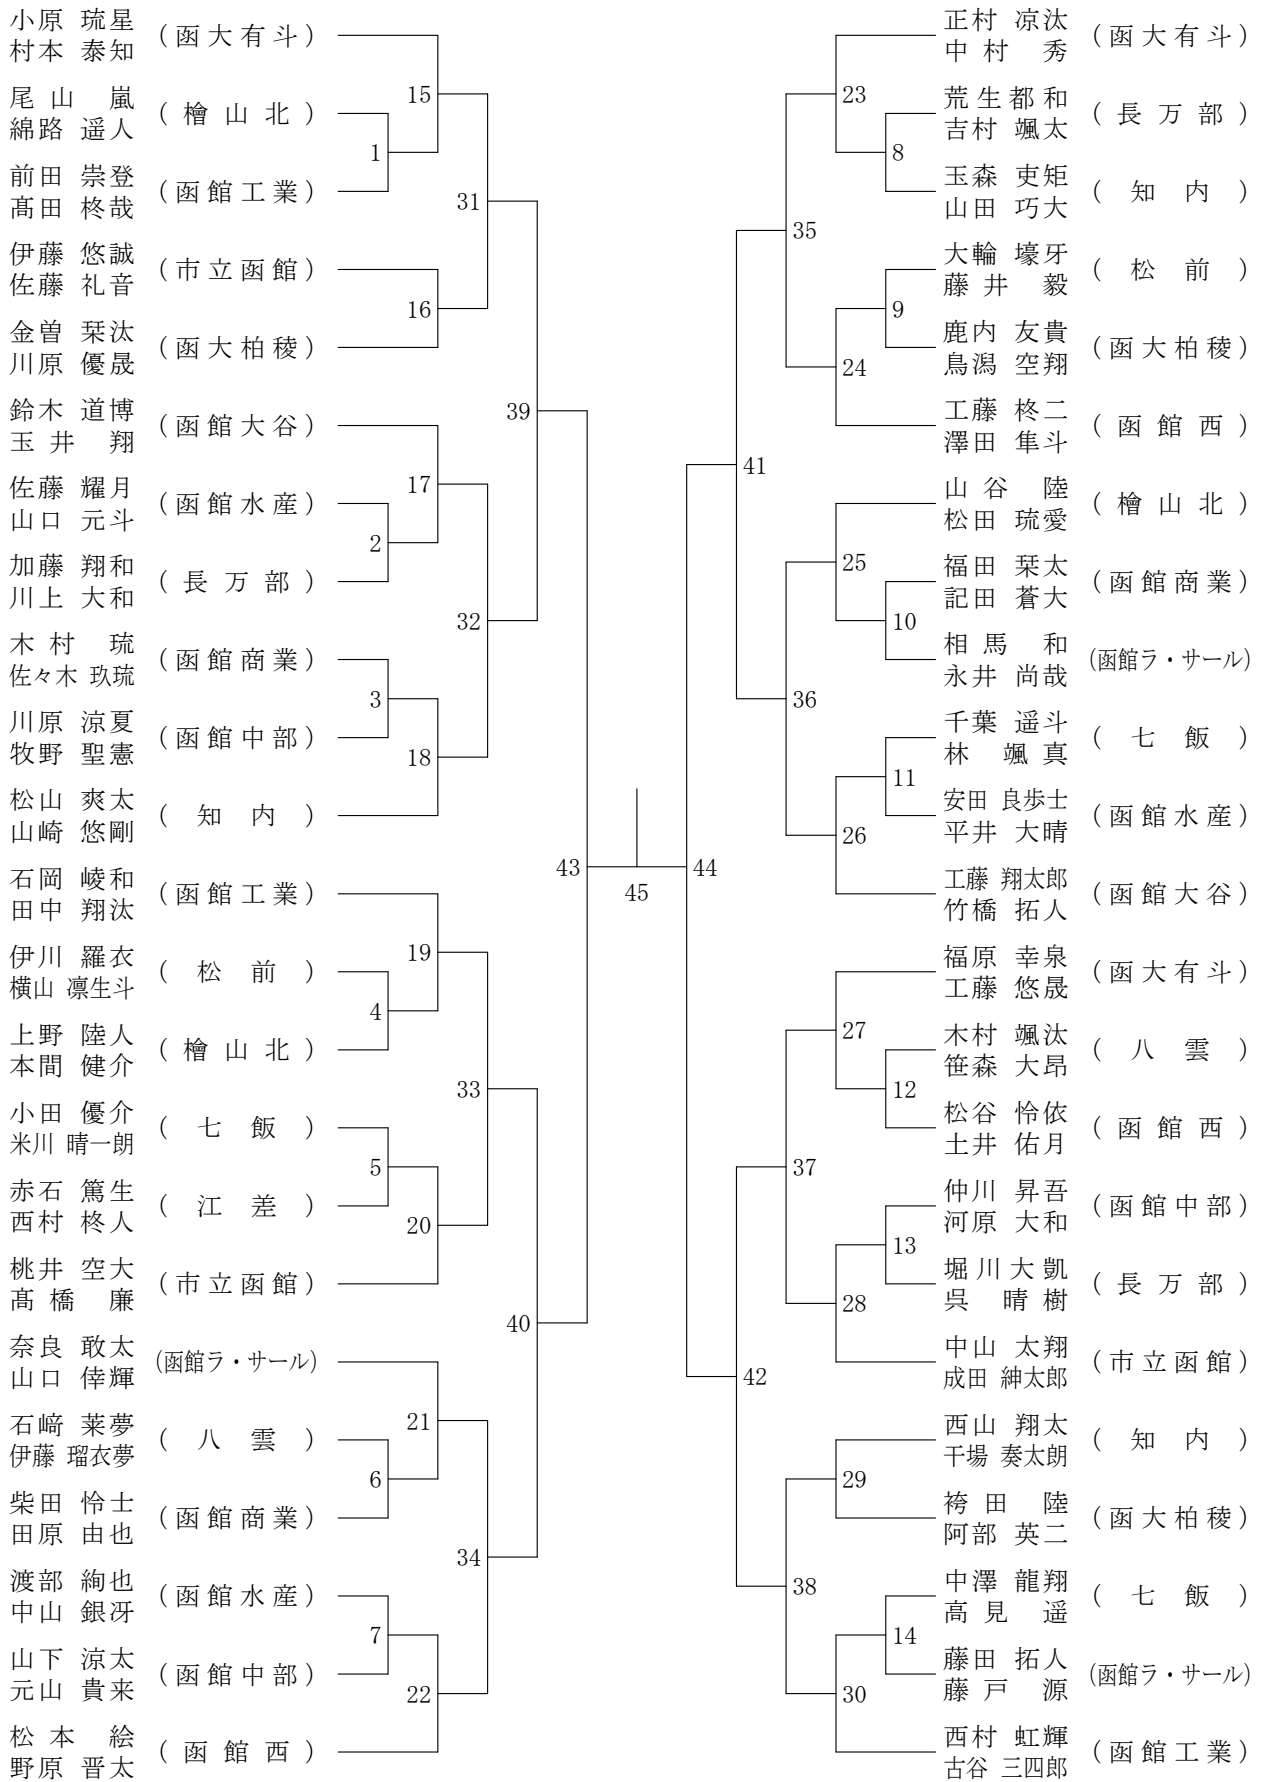 小原 琉星
村本 泰知
(函大有斗)
尾山 嵐
綿路 遥人
(檜山北)
前田 崇登
髙田 柊哉
(函館工業)
伊藤 悠誠
佐藤 礼音
(市立函館)
金曽 栞汰
川原 優晟
(函大柏稜)
鈴木 道博
玉井 翔
(函館大谷)
佐藤 耀月
山口 元斗
(函館水産)
加藤 翔和
川上 大和
(長万部)
木村 琉
佐々木 玖琉
(函館商業)
川原 涼夏
牧野 聖憲
(函館中部)
松山 爽太
山崎 悠剛
(知内)
石岡 崚和
田中 翔汰
(函館工業)
伊川 羅衣
横山 凛生斗
(松前)
上野 陸人
本間 健介
(檜山北)
小田 優介
米川 晴一朗
(七飯)
赤石 篤生
西村 柊人
(江差)
桃井 空大
髙橋 廉
(市立函館)
奈良 敢太
山口 倖輝
(函館ラ・サール)
石﨑 莱夢
伊藤 瑠衣夢
(八雲)
柴田 怜士
田原 由也
(函館商業)
渡部 絢也
中山 銀冴
(函館水産)
山下 涼太
元山 貴来
(函館中部)
松本 絵
野原 晋太
(函館西)
1
2
3
4
5
6
7
15
16
17
18
19
20
21
22
31
32
33
34
39
40
43
45
44
41
42
35
36
37
38
23
24
25
26
27
28
29
30
8
9
10
11
12
13
14
正村 凉汰
中村 秀
(函大有斗)
荒生都和
吉村 颯太
(長万部)
玉森 吏矩
山田 巧大
(知内)
大輪 壕牙
藤井 毅
(松前)
鹿内 友貴
鳥潟 空翔
(函大柏稜)
工藤 柊二
澤田 隼斗
(函館西)
山谷 陸
松田 琉愛
(檜山北)
福田 栞太
記田 蒼大
(函館商業)
相馬 和
永井 尚哉
(函館ラ・サール)
千葉 遥斗
林 颯真
(七飯)
安田 良歩士
平井 大晴
(函館水産)
工藤 翔太郎
竹橋 拓人
(函館大谷)
福原 幸泉
工藤 悠晟
(函大有斗)
木村 颯汰
笹森 大昂
(八雲)
松谷 怜依
土井 佑月
(函館西)
仲川 昇吾
河原 大和
(函館中部)
堀川大凱
呉 晴樹
(長万部)
中山 太翔
成田 紳太郎
(市立函館)
西山 翔太
干場 奏太朗
(知内)
袴田 陸
阿部 英二
(函大柏稜)
中澤 龍翔
高見 遥
(七飯)
藤田 拓人
藤戸 源
(函館ラ・サール)
西村 虹輝
古谷 三四郎
(函館工業)